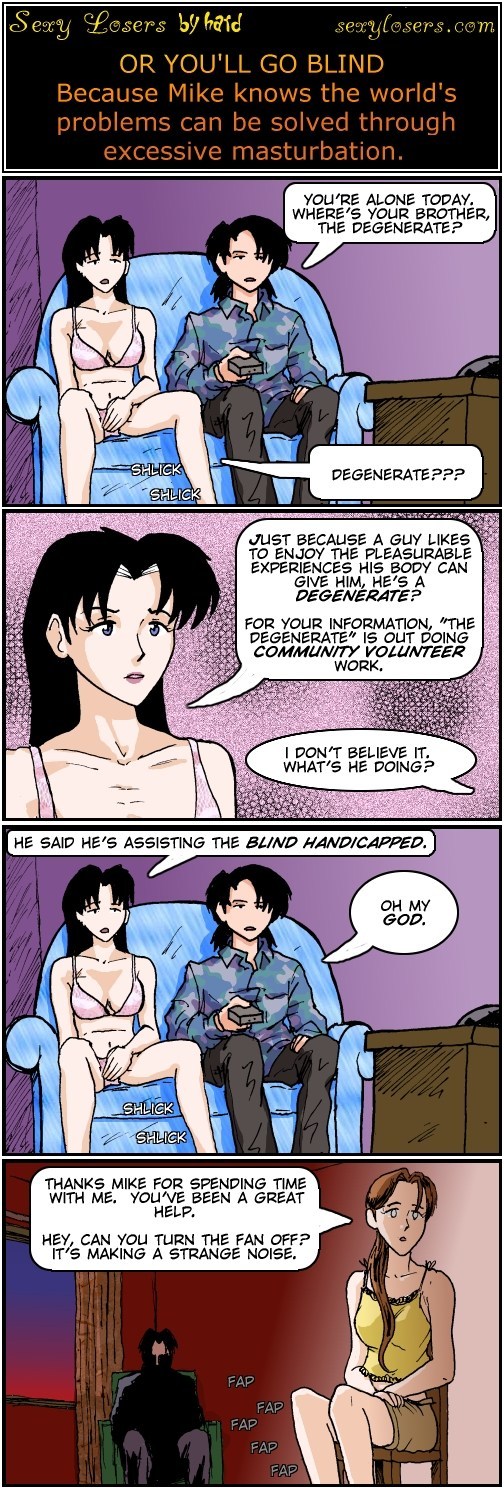 Sexy Losers by hard
sexylosers.com
OR YOU'LL GO BLIND
Because Mike knows the world's
problems can be solved through
excessive masturbation.
YOU'RE ALONE TODAY.
WHERE'S YOUR BROTHER,
THE DEGENERATE?
SHLICK
SHLICK
DEGENERATE???
JUST BECAUSE A GUY LIKES
TO ENJOY THE PLEASURABLE
EXPERIENCES HIS BODY CAN
GIVE HIM, HE'S A
DEGENERATE?
FOR YOUR INFORMATION, "THE
DEGENERATE" IS OUT DOING
COMMUNITY VOLUNTEER
WORK.
I DON'T BELIEVE IT.
WHAT'S HE DOING?
HE SAID HE'S ASSISTING THE BLIND HANDICAPPED.
OH MY
GOD.
SHLICK
SHLICK
THANKS MIKE FOR SPENDING TIME
WITH ME. YOU'VE BEEN A GREAT
HELP.
HEY, CAN YOU TURN THE FAN OFF?
IT'S MAKING A STRANGE NOISE.
FAP
FAP
FAP
FAP
FAP